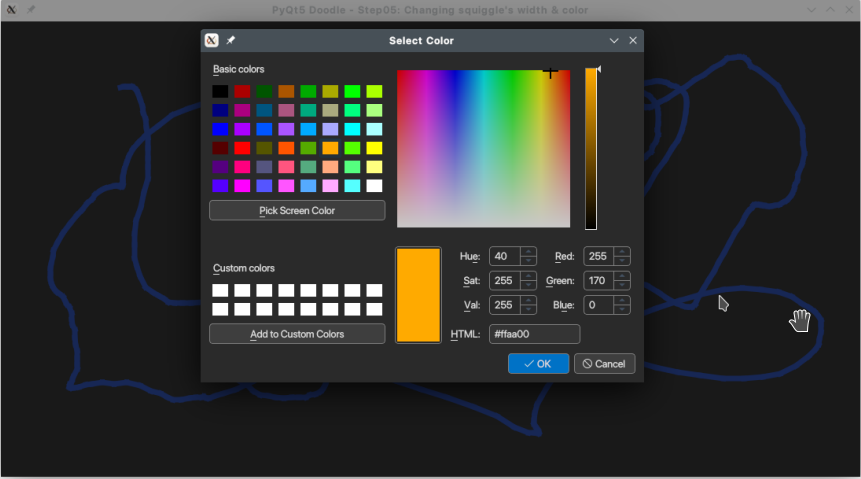 PyQt5 Doodle - Step05: Changing squiggle's width & color
Select Color
Basic colors
Pick Screen Color
Custom colors
Add to Custom Colors
Hue: 40 Red: 255
Sat: 255 Green: 170
Val: 255 Blue: 0
HTML: #ffaa00
OK Cancel